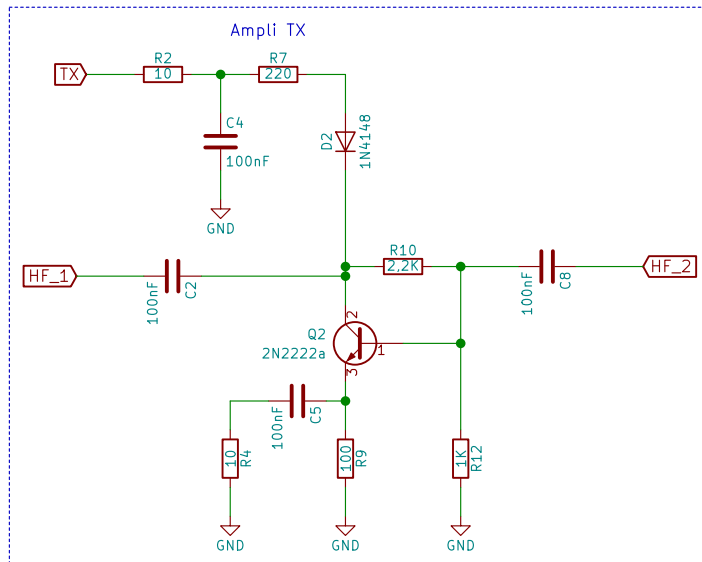 Ampli TX
TX
R2
10
R7
220
C4
100nF
GND
D2
1N4148
HF_1
100nF
C2
R10
2,2K
100nF
C8
HF_2
Q2
2N2222a
2
1
3
100nF
C5
10
R4
100
R9
1K
R12
GND
GND
GND